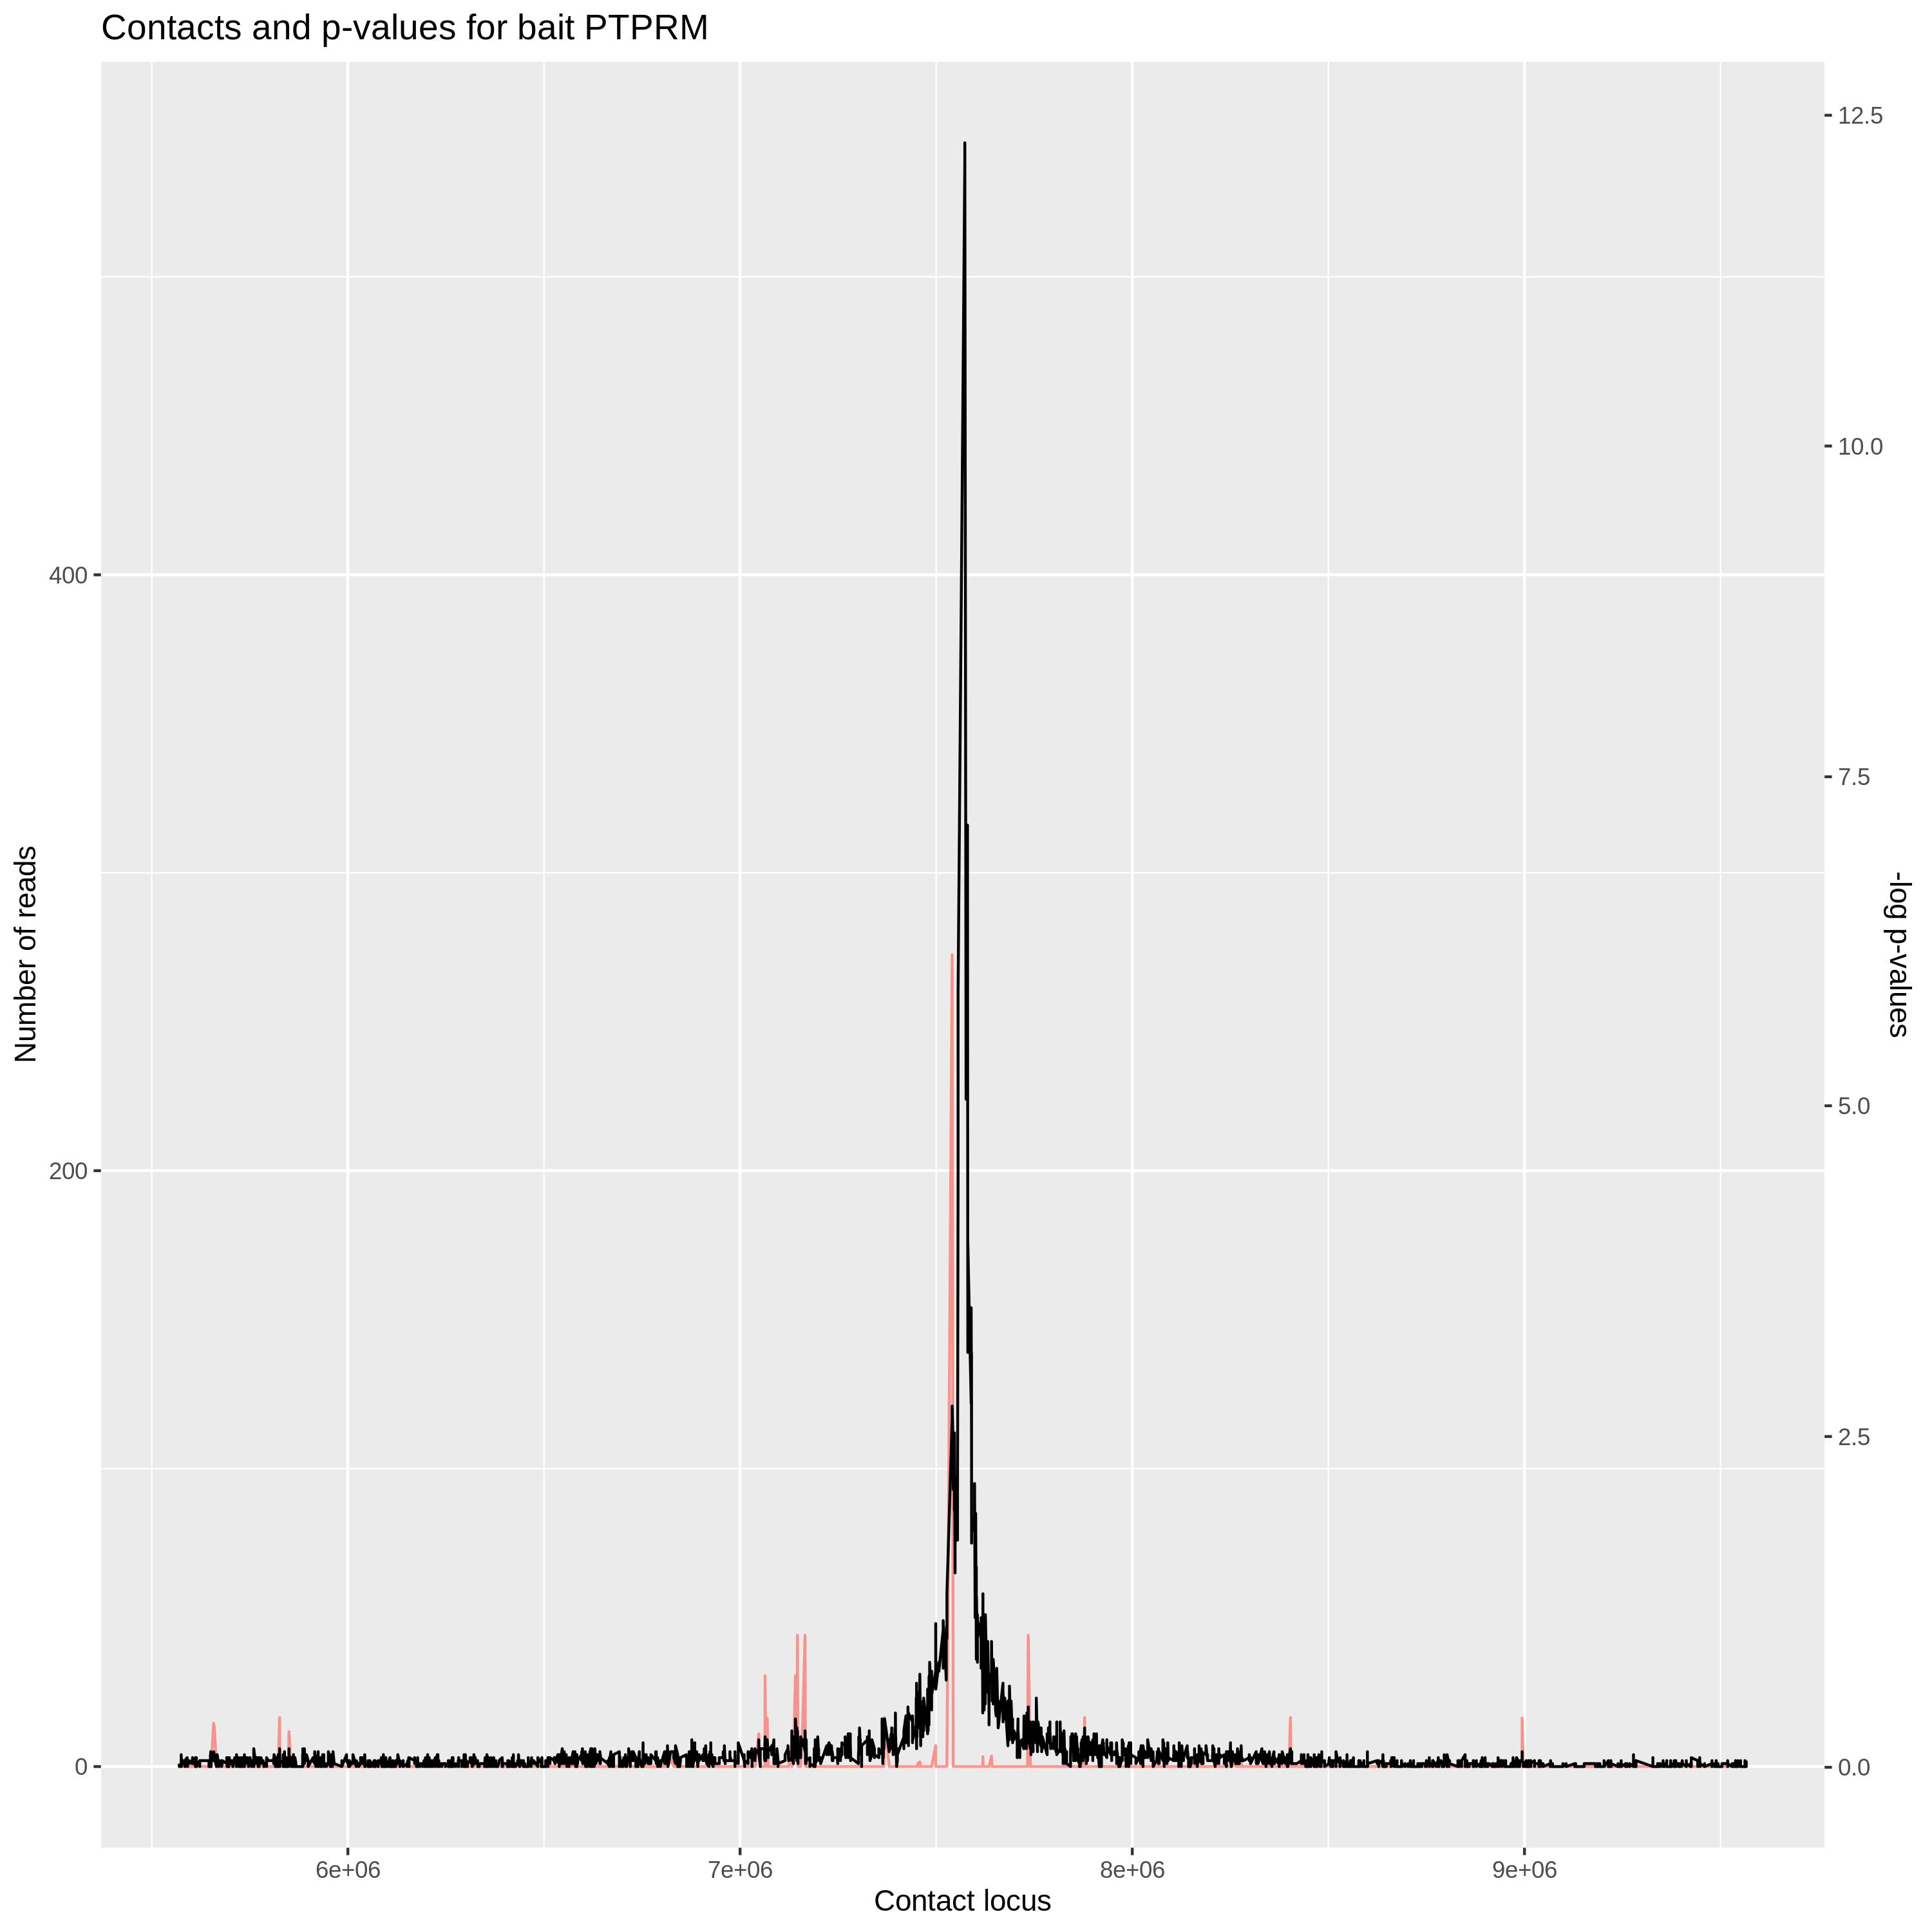 Contacts and p-values for bait PTPRM
12.5
10.0
400
7.5
Number of reads
-log p-values
5.0
200
2.5
0
0.0
6e+06
7e+06
8e+06
9e+06
Contact locus